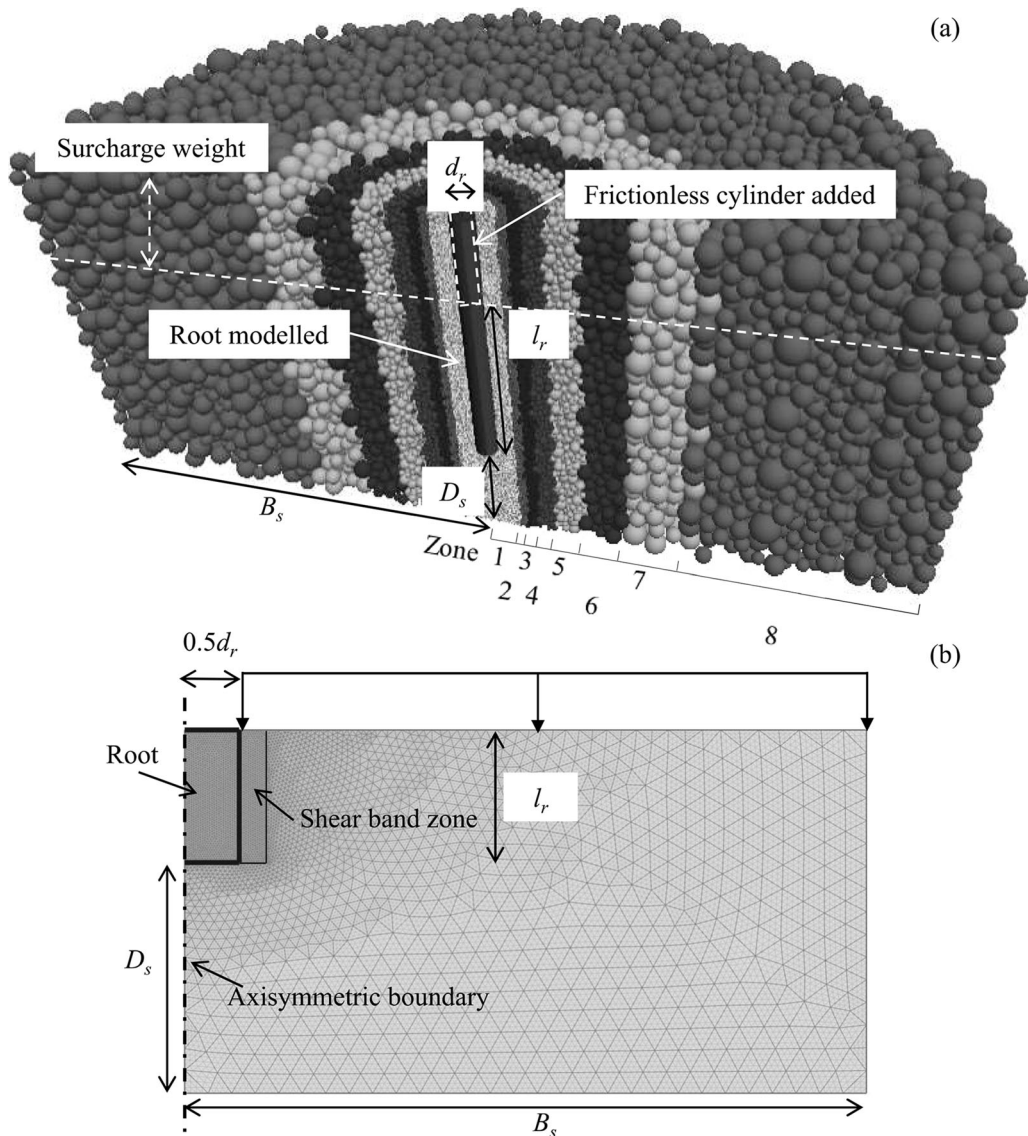 (a)
Surcharge weight
d_r
Frictionless cylinder added
Root modelled
l_r
D_s
B_s
Zone 1 3 5 7
2 4 6 8
0.5d_r
(b)
Root
Shear band zone
l_r
D_s
Axisymmetric boundary
B_s